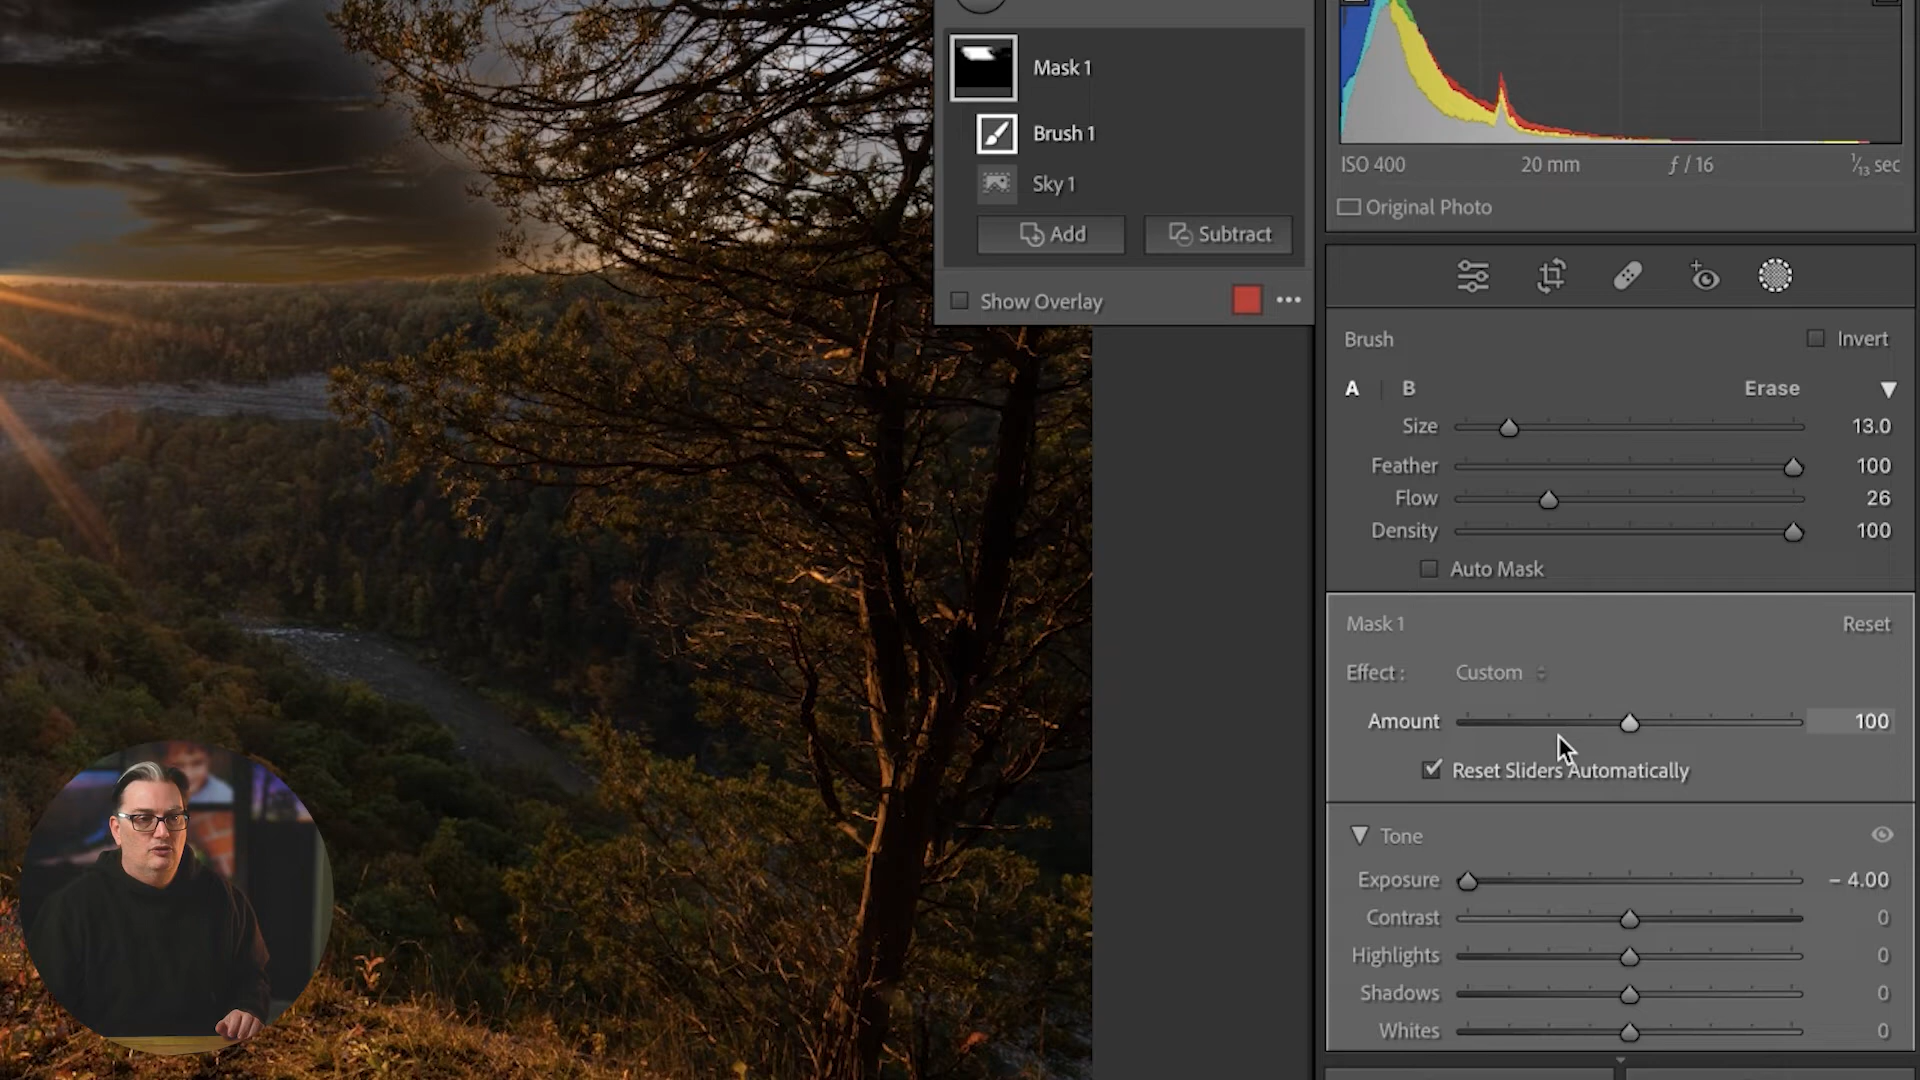 Mask 1
Brush 1
Sky 1
Add
Subtract
Show Overlay
ISO 400 20 mm ƒ / 16 1/13 sec
Original Photo
Brush Invert
A | B Erase
Size 13.0
Feather 100
Flow 26
Density 100
Auto Mask
Mask 1 Reset
Effect : Custom
Amount 100
Reset Sliders Automatically
Tone
Exposure – 4.00
Contrast 0
Highlights 0
Shadows 0
Whites 0